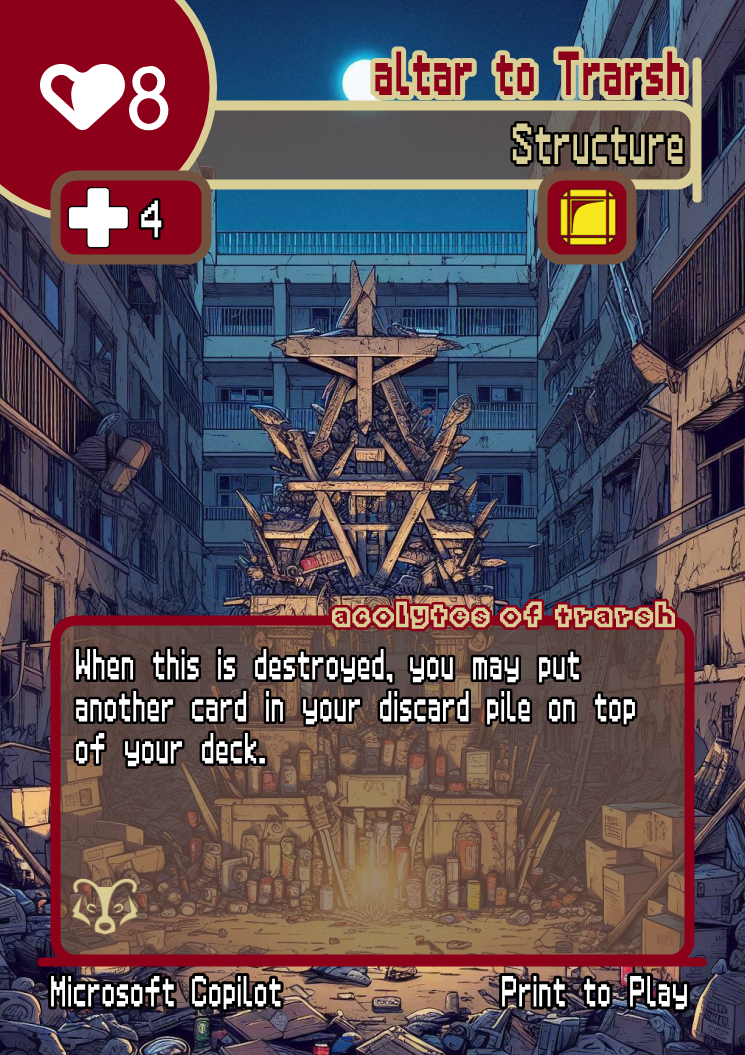 8
altar to Trarsh
Structure
4
acolytes of trarsh
When this is destroyed, you may put
another card in your discard pile on top
of your deck.
Microsoft Copilot
Print to Play